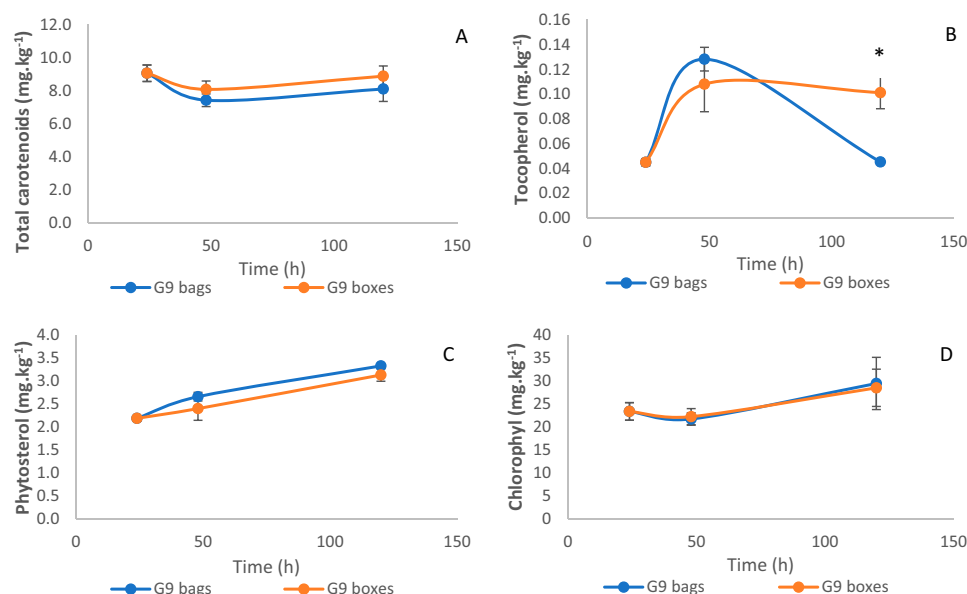 A
Total carotenoids (mg.kg-1)
12.0
10.0
8.0
6.0
4.0
2.0
0.0
0 50 100 150
Time (h)
G9 bags G9 boxes
B
Tocopherol (mg.kg-1)
0.16
0.14
0.12
0.10
0.08
0.06
0.04
0.02
0.00
*
0 50 100 150
Time (h)
G9 bags G9 boxes
C
Phytosterol (mg.kg-1)
4.0
3.5
3.0
2.5
2.0
1.5
1.0
0.5
0.0
0 50 100 150
Time (h)
G9 bags G9 boxes
D
Chlorophyl (mg.kg-1)
40
35
30
25
20
15
10
5
0
0 50 100 150
Time (h)
G9 bags G9 boxes